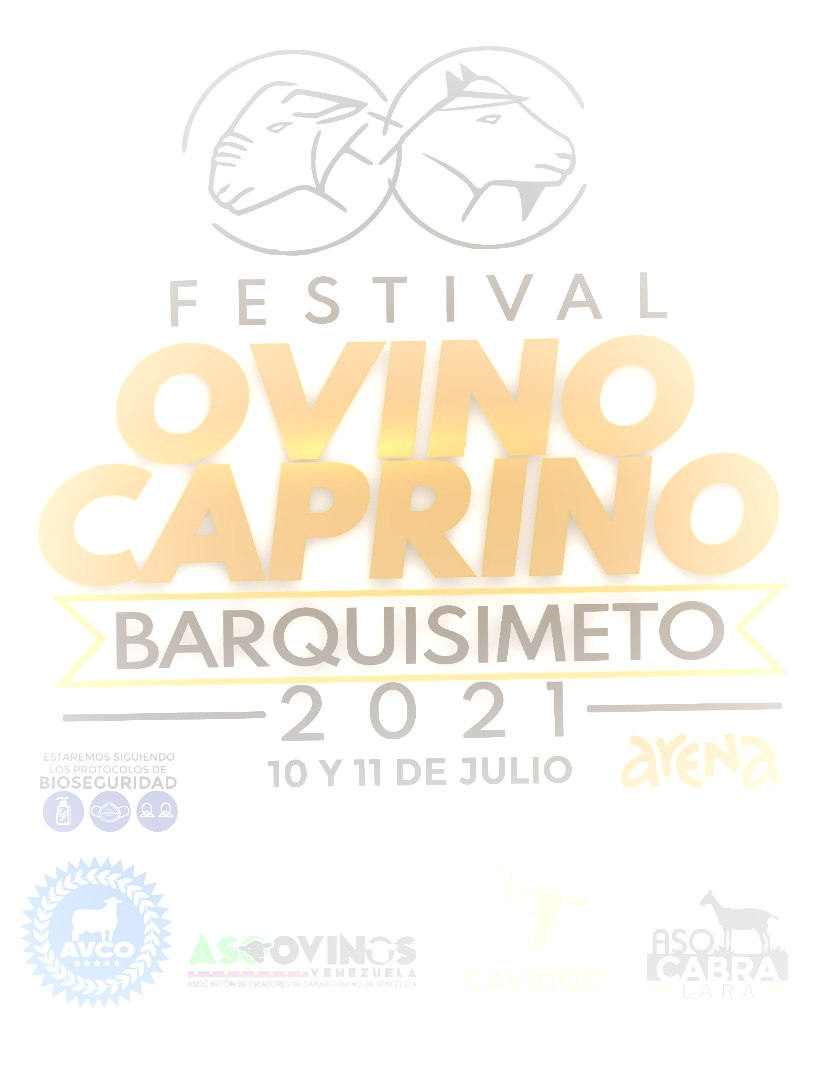 FESTIVAL
OVINO
CAPRINO
BARQUISIMETO
2021
10 Y 11 DE JULIO
arena
ESTAREMOS SIGUIENDO
LOS PROTOCOLOS DE
BIOSEGURIDAD
AVCO
ASOOVINOS
VENEZUELA
ASOCIACIÓN DE CRIADORES DE GANADO OVINO DE VENEZUELA
CAVIDOC
ASO
CABRA
LARA